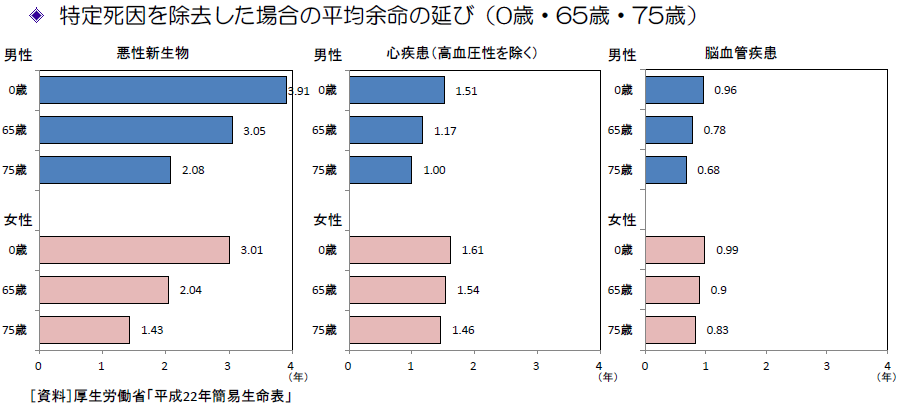 ◈ 特定死因を除去した場合の平均余命の延び（0歳・65歳・75歳）
男性 悪性新生物
0歳 3.91
65歳 3.05
75歳 2.08
女性
0歳 3.01
65歳 2.04
75歳 1.43
0 1 2 3 4
（年）
男性 心疾患（高血圧性を除く）
0歳 1.51
65歳 1.17
75歳 1.00
女性
0歳 1.61
65歳 1.54
75歳 1.46
0 1 2 3 4
（年）
男性 脳血管疾患
0歳 0.96
65歳 0.78
75歳 0.68
女性
0歳 0.99
65歳 0.9
75歳 0.83
0 1 2 3 4
（年）
［資料］厚生労働省「平成22年簡易生命表」